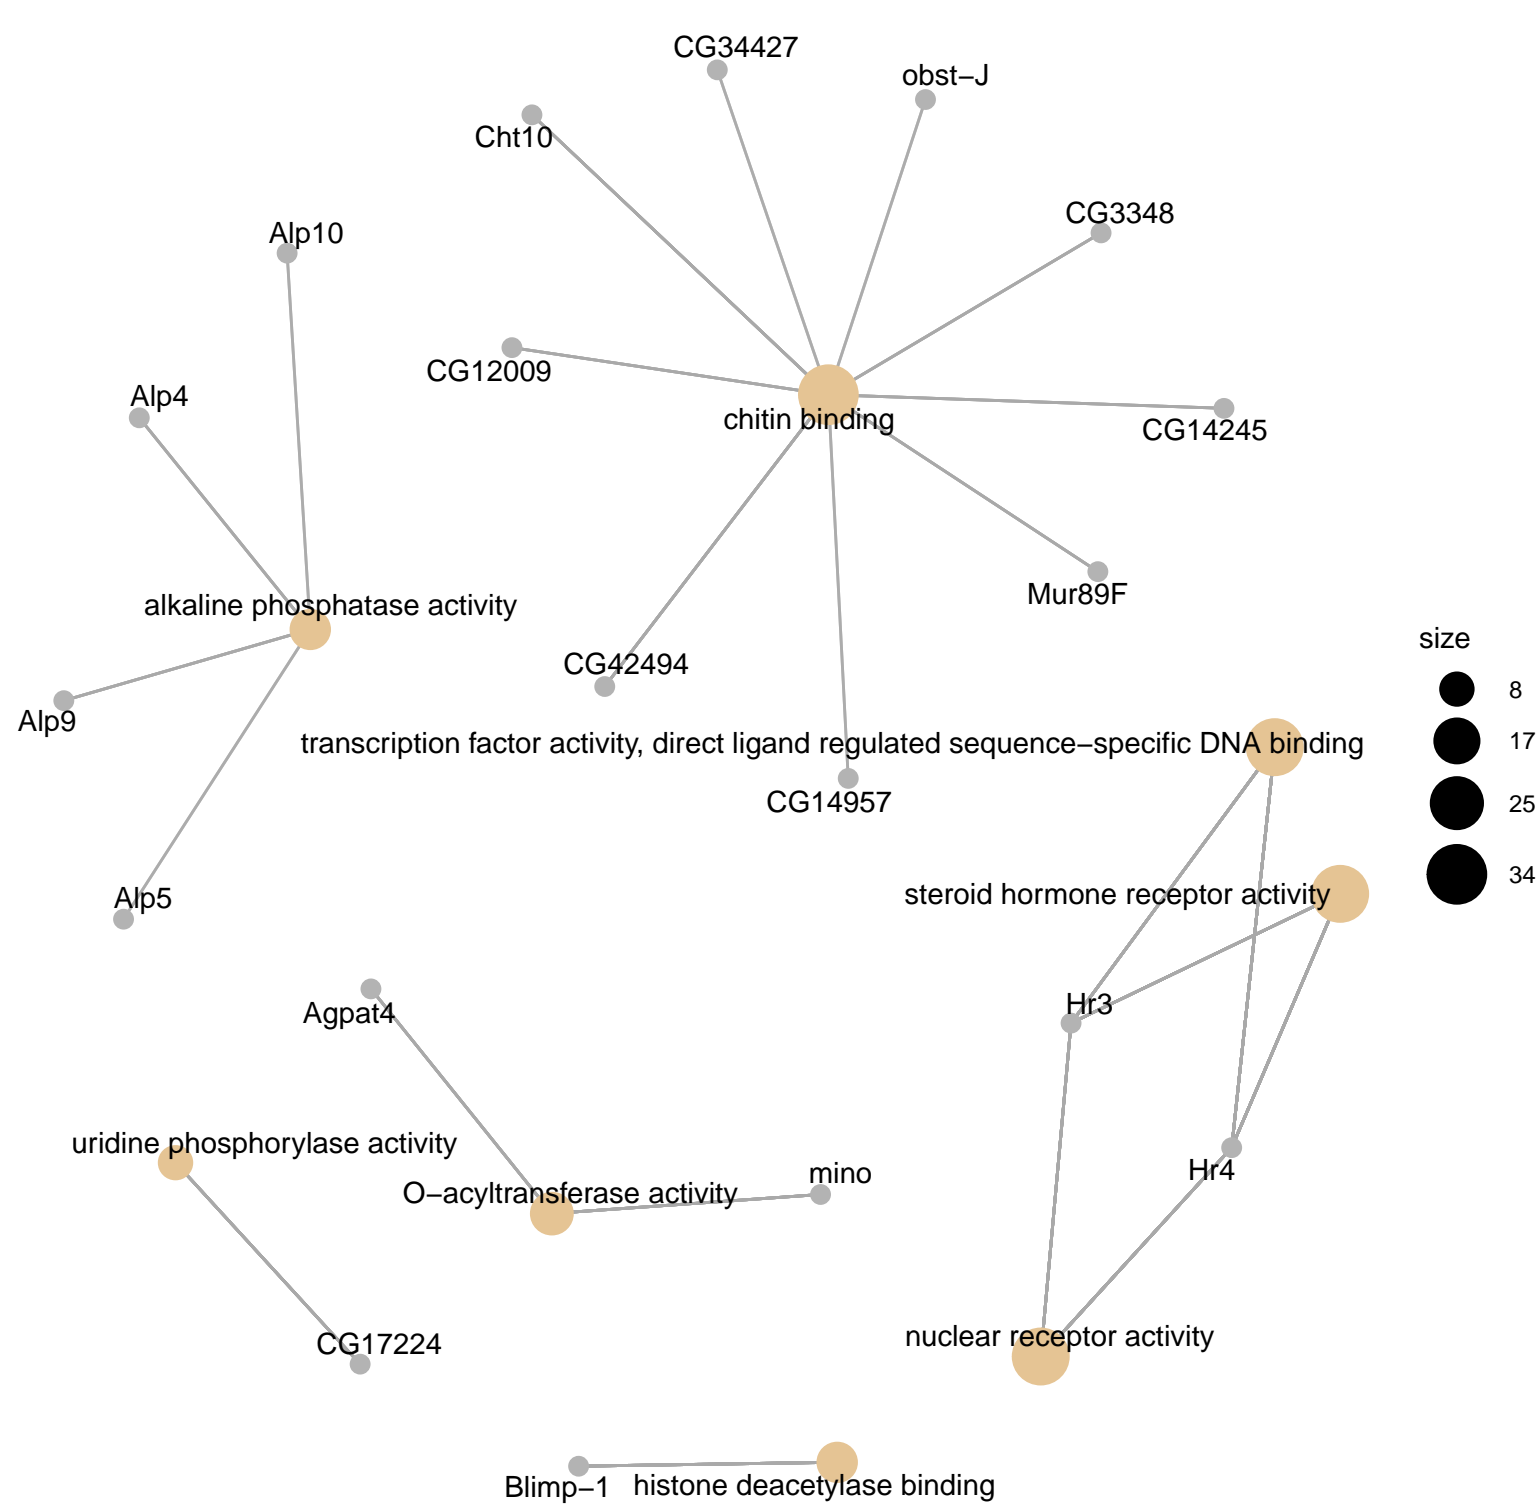 CG34427
obst−J
Cht10
CG3348
Alp10
CG12009
Alp4
chitin binding
CG14245
Mur89F
alkaline phosphatase activity
size
CG42494
8
Alp9
transcription factor activity, direct ligand regulated sequence−specific DNA binding
17
CG14957
25
34
Alp5
steroid hormone receptor activity
Hr3
Agpat4
uridine phosphorylase activity
Hr4
mino
O−acyltransferase activity
nuclear receptor activity
CG17224
Blimp−1
histone deacetylase binding